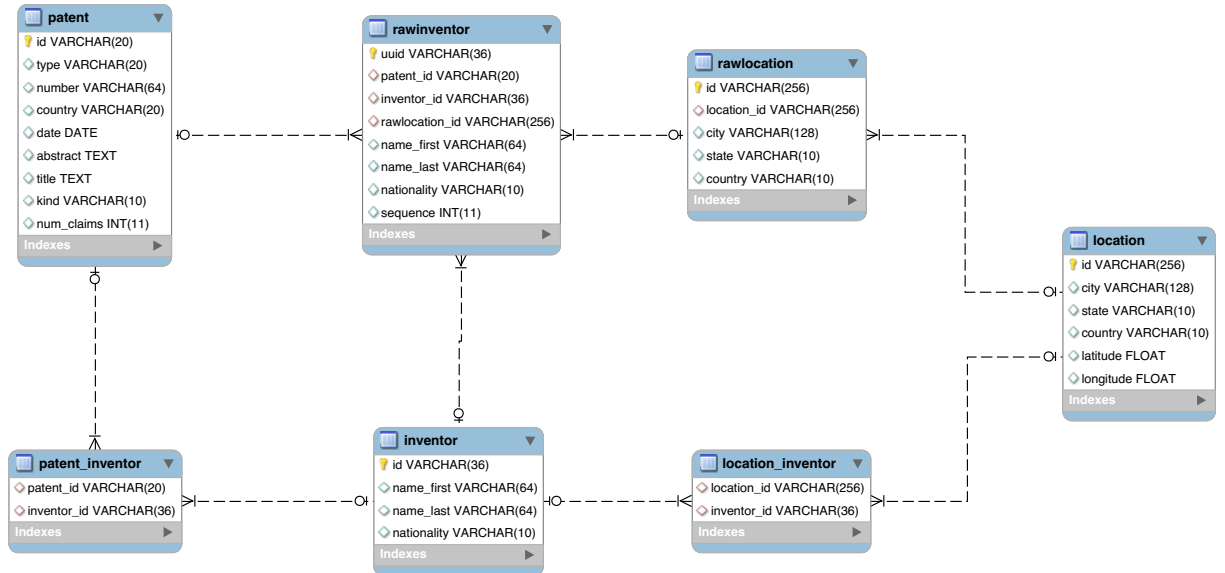 patent
id VARCHAR(20)
type VARCHAR(20)
number VARCHAR(64)
country VARCHAR(20)
date DATE
abstract TEXT
title TEXT
kind VARCHAR(10)
num_claims INT(11)
Indexes
rawinventor
uuid VARCHAR(36)
patent_id VARCHAR(20)
inventor_id VARCHAR(36)
rawlocation_id VARCHAR(256)
name_first VARCHAR(64)
name_last VARCHAR(64)
nationality VARCHAR(10)
sequence INT(11)
Indexes
rawlocation
id VARCHAR(256)
location_id VARCHAR(256)
city VARCHAR(128)
state VARCHAR(10)
country VARCHAR(10)
Indexes
location
id VARCHAR(256)
city VARCHAR(128)
state VARCHAR(10)
country VARCHAR(10)
latitude FLOAT
longitude FLOAT
Indexes
patent_inventor
patent_id VARCHAR(20)
inventor_id VARCHAR(36)
Indexes
inventor
id VARCHAR(36)
name_first VARCHAR(64)
name_last VARCHAR(64)
nationality VARCHAR(10)
Indexes
location_inventor
location_id VARCHAR(256)
inventor_id VARCHAR(36)
Indexes